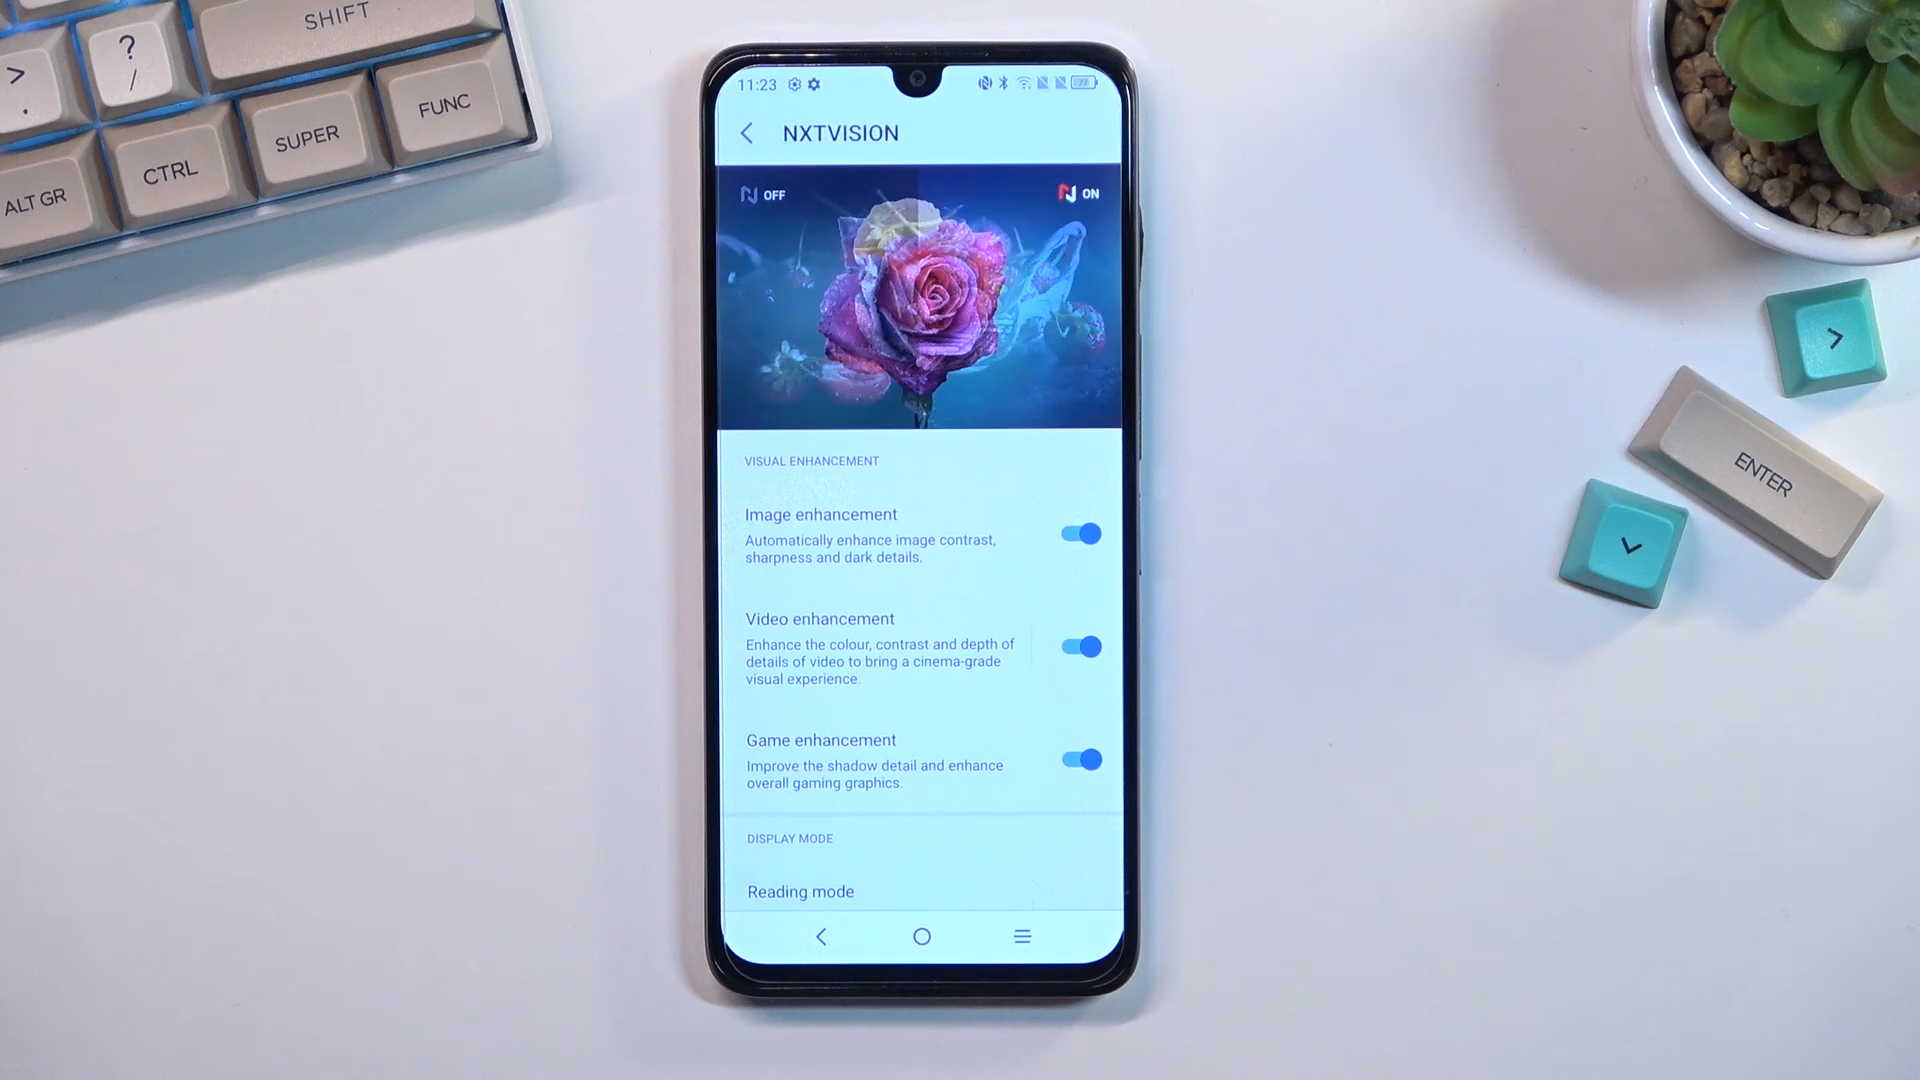 SHIFT
?
/
>
.
FUNC
SUPER
CTRL
ALT GR
11:23
77
NXTVISION
OFF
ON
VISUAL ENHANCEMENT
Image enhancement
Automatically enhance image contrast,
sharpness and dark details.
Video enhancement
Enhance the colour, contrast and depth of
details of video to bring a cinema-grade
visual experience.
Game enhancement
Improve the shadow detail and enhance
overall gaming graphics.
DISPLAY MODE
Reading mode
ENTER